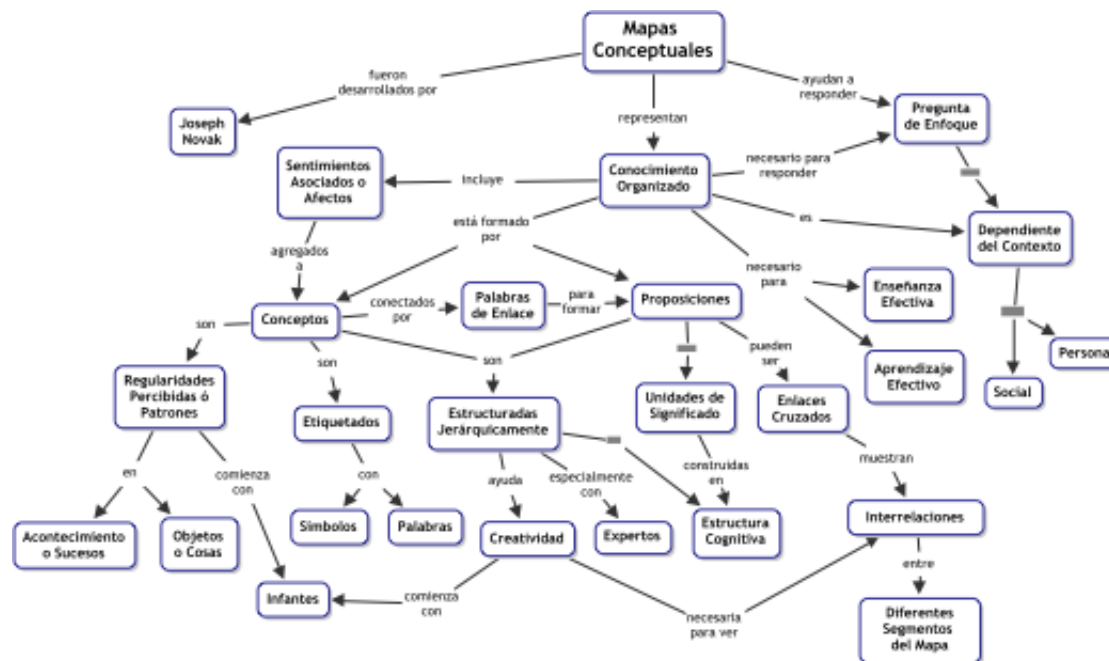 Mapas
Conceptuales
fueron
desarrollados por
ayudan a
responder
representan
Joseph
Novak
Pregunta
de Enfoque
Sentimientos
Asociados o
Afectos
incluye
Conocimiento
Organizado
necesario para
responder
está formado
por
es
Dependiente
del Contexto
agregados
a
necesario
para
Enseñanza
Efectiva
Conceptos
conectados
por
Palabras
de Enlace
para
formar
Proposiciones
son
son
son
pueden
ser
Aprendizaje
Efectivo
Persona
Social
Regularidades
Percibidas ó
Patrones
Etiquetados
Estructuradas
Jerárquicamente
Unidades de
Significado
Enlaces
Cruzados
en
comienza
con
con
ayuda
especialmente
con
construidas
en
muestran
Acontecimiento
o Sucesos
Objetos
o Cosas
Símbolos
Palabras
Creatividad
Expertos
Estructura
Cognitiva
Interrelaciones
Infantes
comienza
con
necesaria
para ver
entre
Diferentes
Segmentos
del Mapa